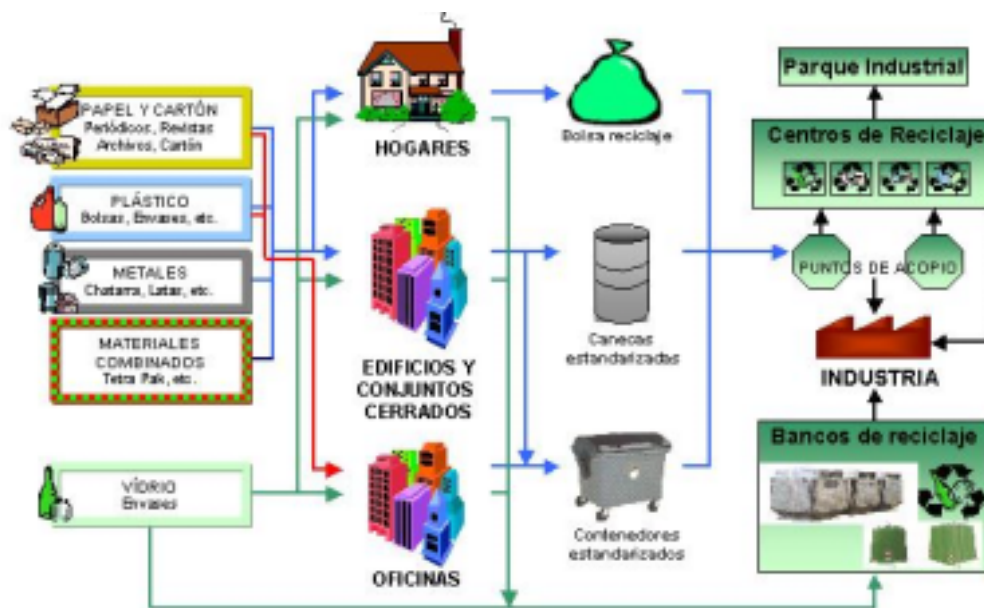 PAPEL Y CARTÓN
Periódicos, Revistas
Archivos, Cartón
PLÁSTICO
Bolsas, Envases, etc.
METALES
Chatarra, Latas, etc.
MATERIALES
COMBINADOS
Tetra Pak, etc.
VÍDRIO
Envases
HOGARES
EDIFICIOS Y
CONJUNTOS
CERRADOS
OFICINAS
Bolsa reciclaje
Canecas
estandarizadas
Contenedores
estandarizados
Parque Industrial
Centros de Reciclaje
PUNTOS DE ACOPIO
INDUSTRIA
Bancos de reciclaje